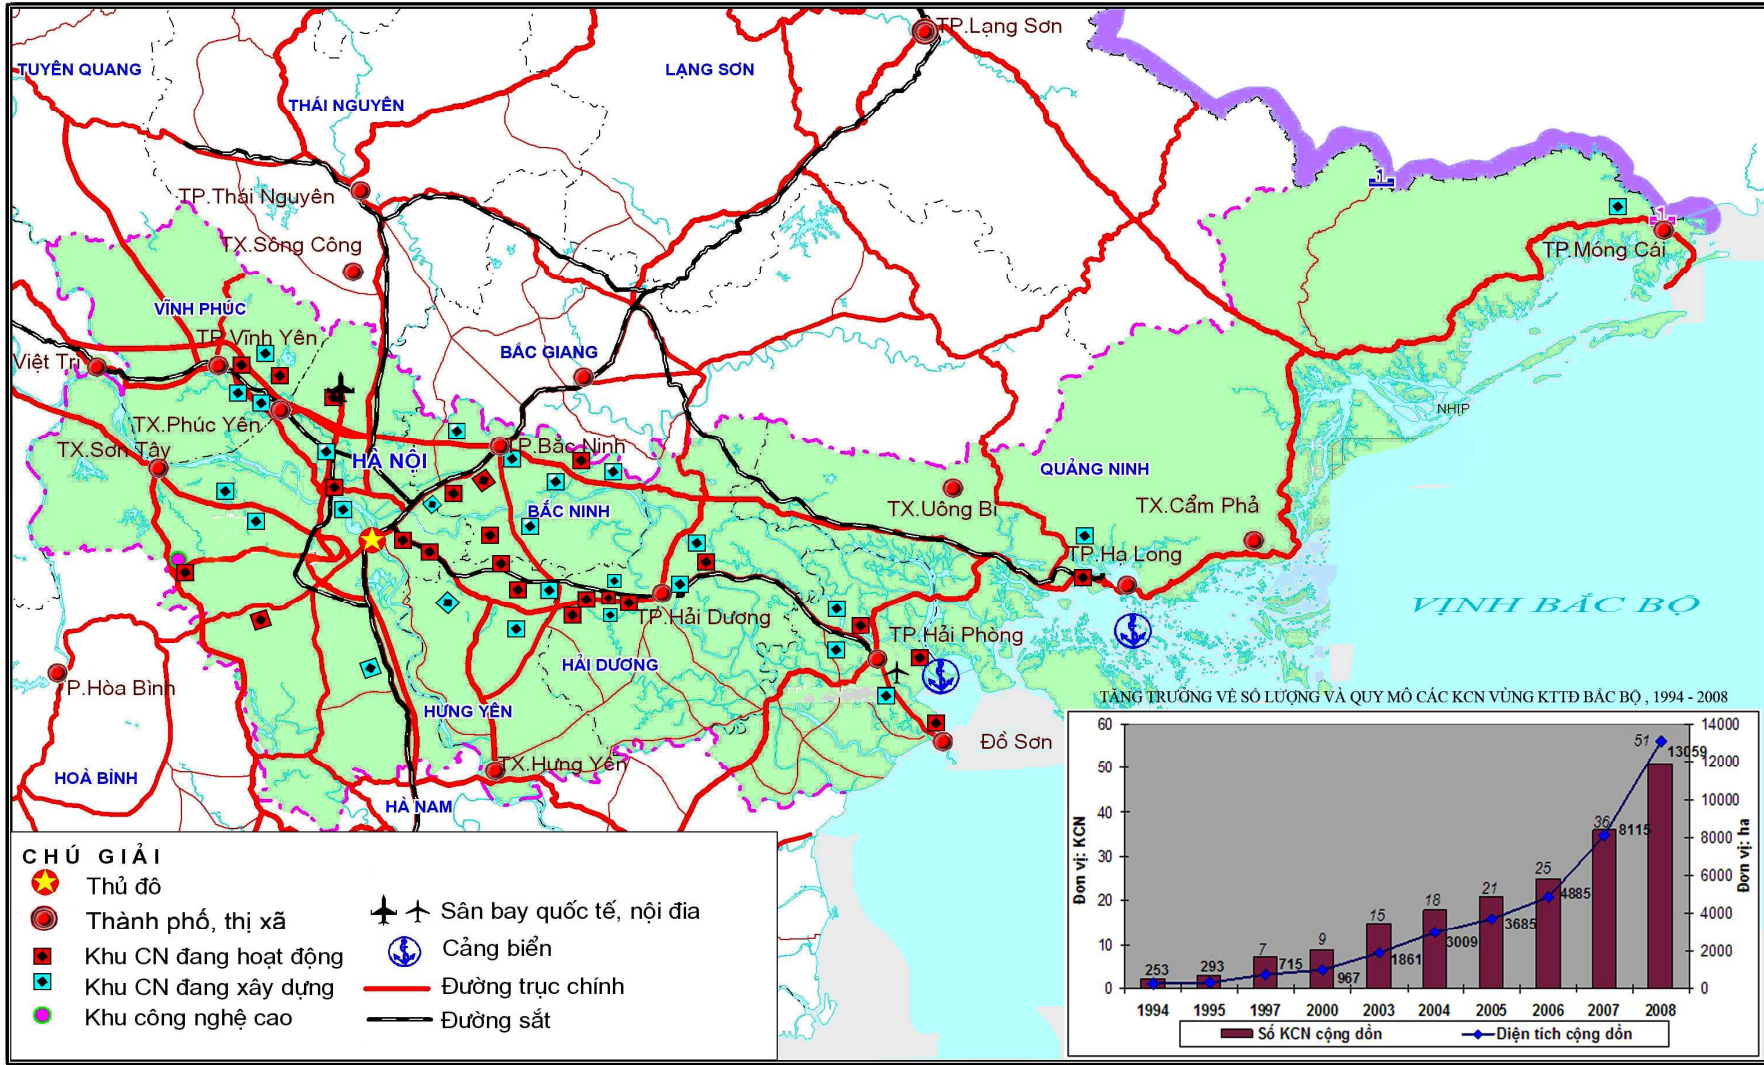 TP.Lạng Sơn
TUYÊN QUANG
LẠNG SƠN
THÁI NGUYÊN
TP.Thái Nguyên
1
1
TX.Sông Công
TP.Móng Cái
VĨNH PHÚC
TP.Vĩnh Yên
Việt Trì
BẮC GIANG
NHỊP
TX.Phúc Yên
TX.Sơn Tây
HÀ NỘI
TP.Bắc Ninh
QUẢNG NINH
TX.Uông Bí
TX.Cẩm Phả
BẮC NINH
TP.Hạ Long
VỊNH BẮC BỘ
TP.Hải Dương
TP.Hải Phòng
HẢI DƯƠNG
P.Hòa Bình
HƯNG YÊN
Đồ Sơn
TX.Hưng Yên
HOÀ BÌNH
HÀ NAM
CHÚ GIẢI
Thủ đô
Thành phố, thị xã
Khu CN đang hoạt động
Khu CN đang xây dựng
Khu công nghệ cao
Sân bay quốc tế, nội địa
Cảng biển
Đường trục chính
Đường sắt
TĂNG TRƯỞNG VỀ SỐ LƯỢNG VÀ QUY MÔ CÁC KCN VÙNG KTTĐ BẮC BỘ , 1994 - 2008
Đơn vị: KCN
60
50
40
30
20
10
0
253
293
7
715
9
967
15
1861
18
3009
21
3685
25
4885
36
8115
51
13059
14000
12000
10000
8000
6000
4000
2000
0
Đơn vị: ha
1994 1995 1997 2000 2003 2004 2005 2006 2007 2008
Số KCN cộng dồn
Diện tích cộng dồn